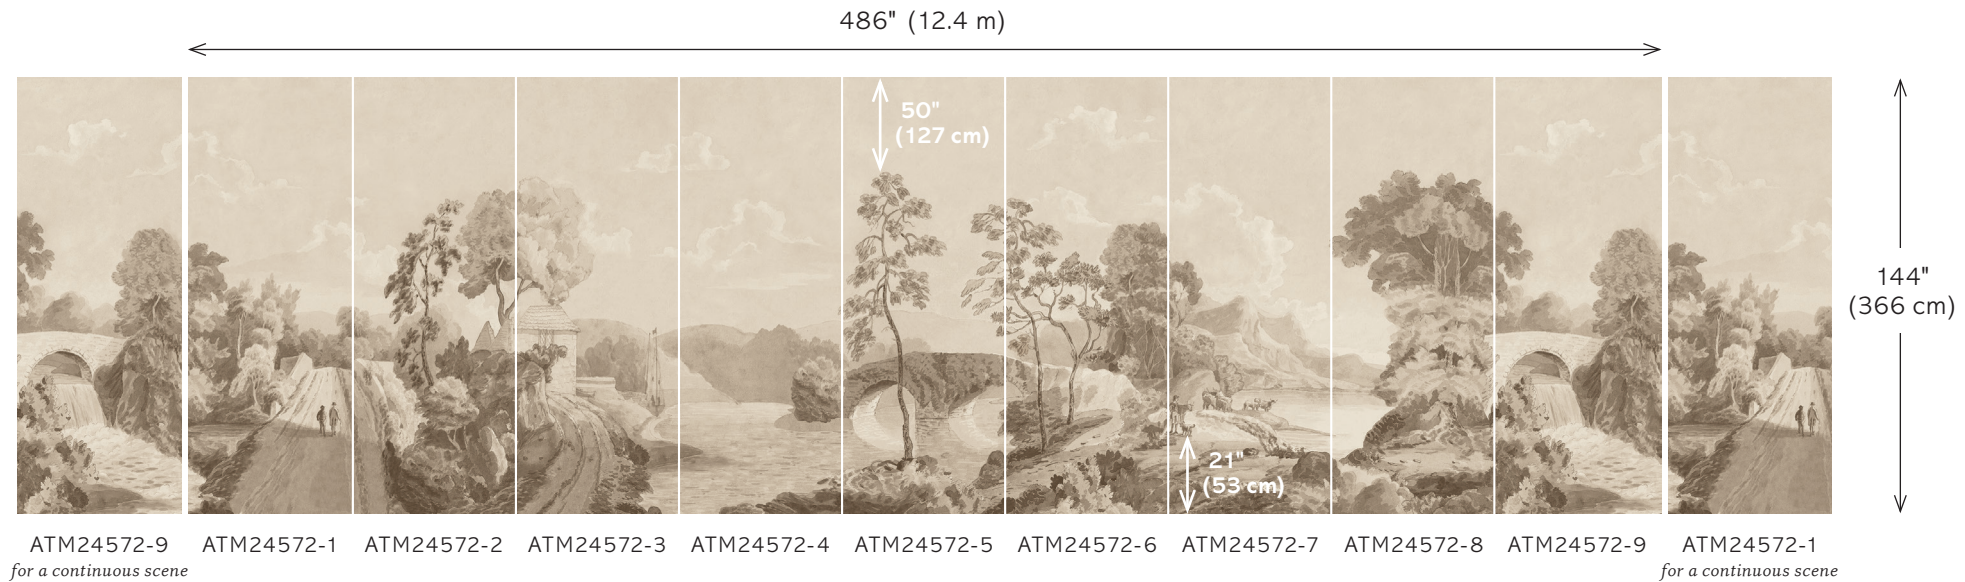 486" (12.4 m)
50"
(127 cm)
144"
(366 cm)
21"
(53 cm)
ATM24572-9 ATM24572-1 ATM24572-2 ATM24572-3 ATM24572-4 ATM24572-5 ATM24572-6 ATM24572-7 ATM24572-8 ATM24572-9 ATM24572-1
for a continuous scene for a continuous scene